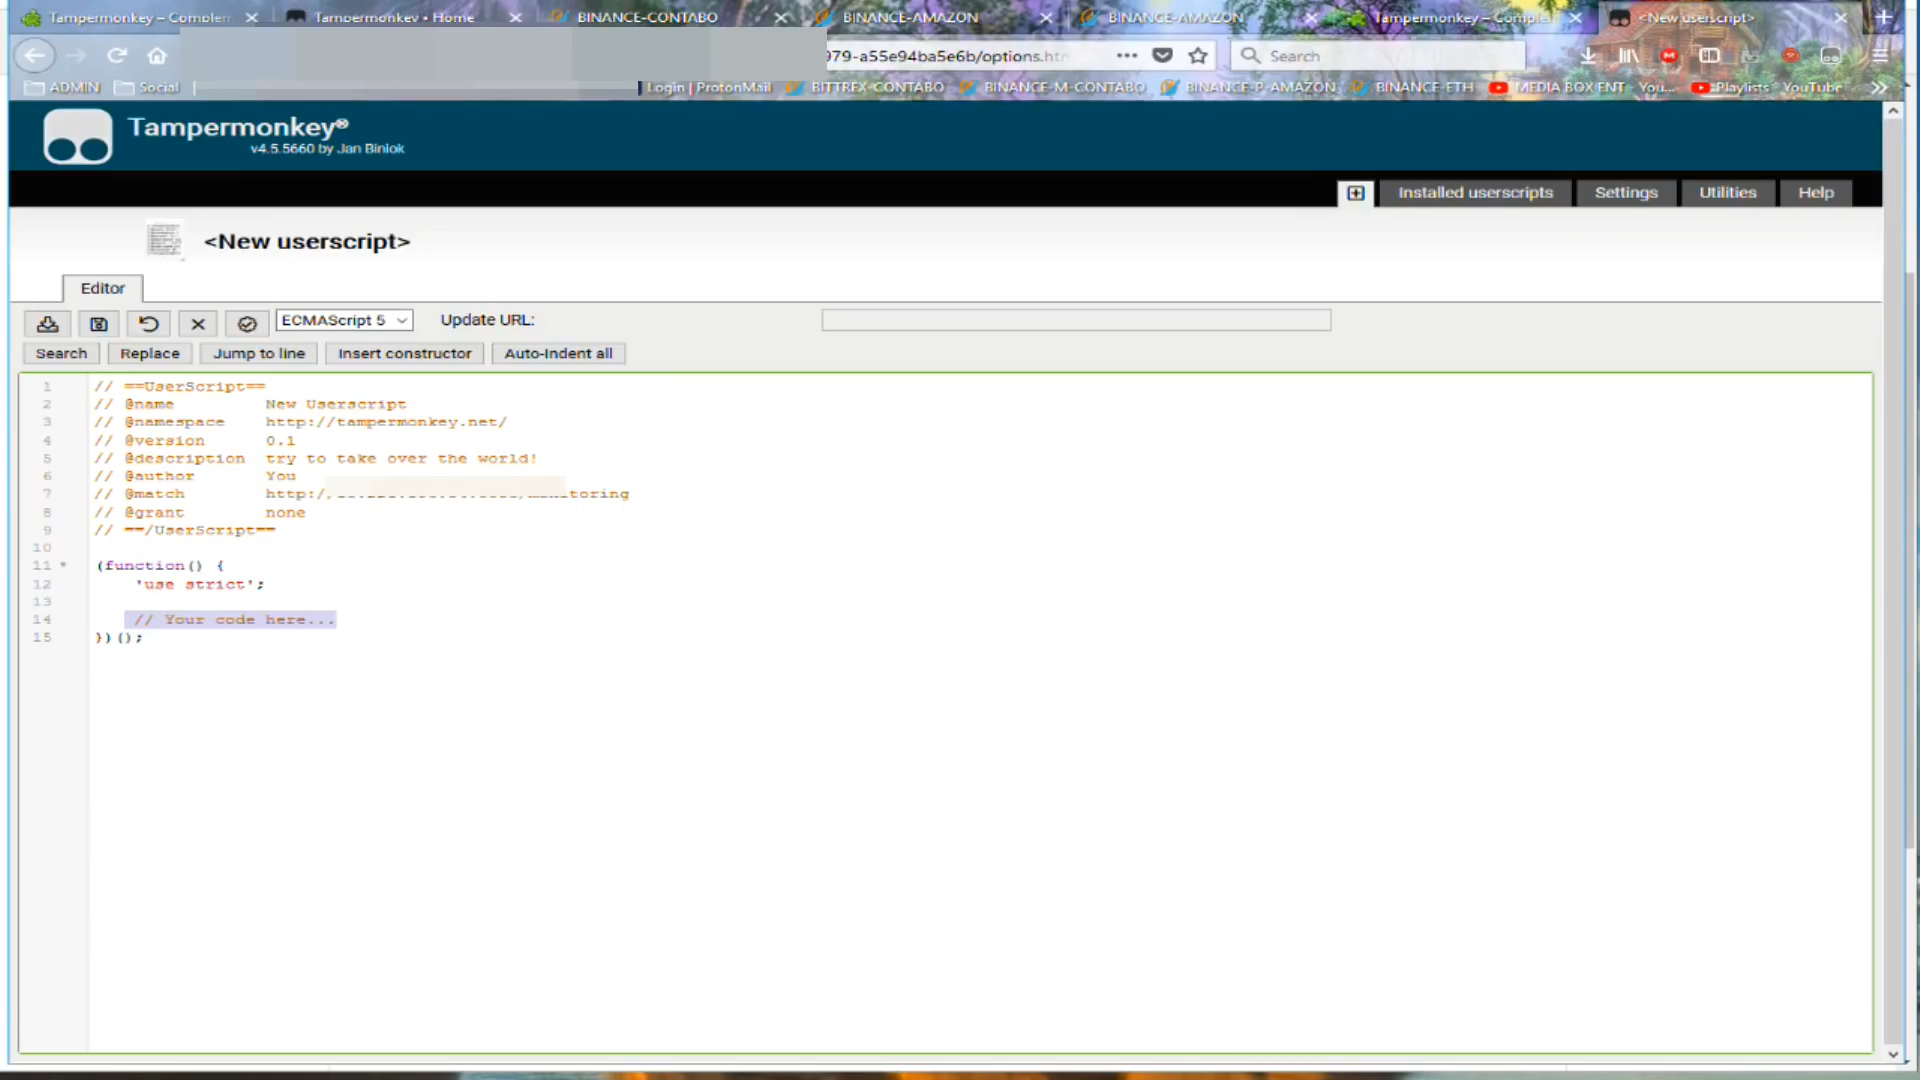 Tampermonkey – Complem
Tampermonkey • Home
BINANCE-CONTABO
BINANCE-AMAZON
BINANCE-AMAZON
Tampermonkey – Comple
<New userscript>
979-a55e94ba5e6b/options.htm
Search
ADMIN
Social
Login | ProtonMail
BITTREX-CONTABO
BINANCE-M-CONTABO
BINANCE-P-AMAZON
BINANCE-ETH
MEDIA BOX ENT - You...
Playlists - YouTube
Tampermonkey®
v4.5.5660 by Jan Biniok
Installed userscripts
Settings
Utilities
Help
<New userscript>
Editor
ECMAScript 5
Update URL:
Search
Replace
Jump to line
Insert constructor
Auto-Indent all
1 // ==UserScript==
2 // @name New Userscript
3 // @namespace http://tampermonkey.net/
4 // @version 0.1
5 // @description try to take over the world!
6 // @author You
7 // @match http:/ itoring
8 // @grant none
9 // ==/UserScript==
10
11 (function() {
12 'use strict';
13
14 // Your code here...
15 })();